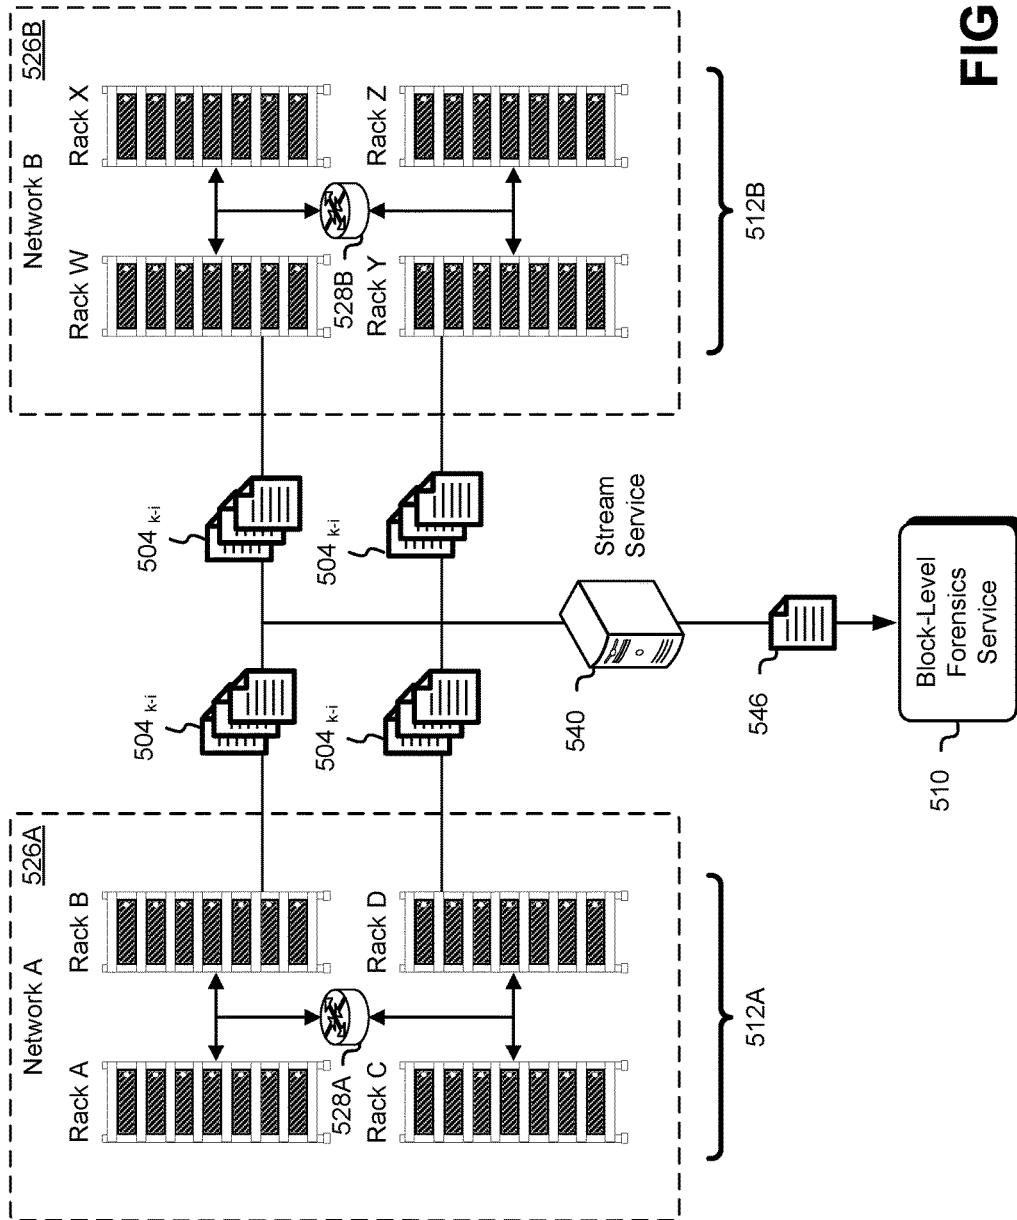 Network A
526A
Rack A
Rack B
528A
Rack C
Rack D
512A
504 k-i
504 k-i
504 k-i
504 k-i
Network B
526B
Rack W
Rack X
528B
Rack Y
Rack Z
512B
Stream
Service
540
546
Block-Level
Forensics
Service
510
FIG